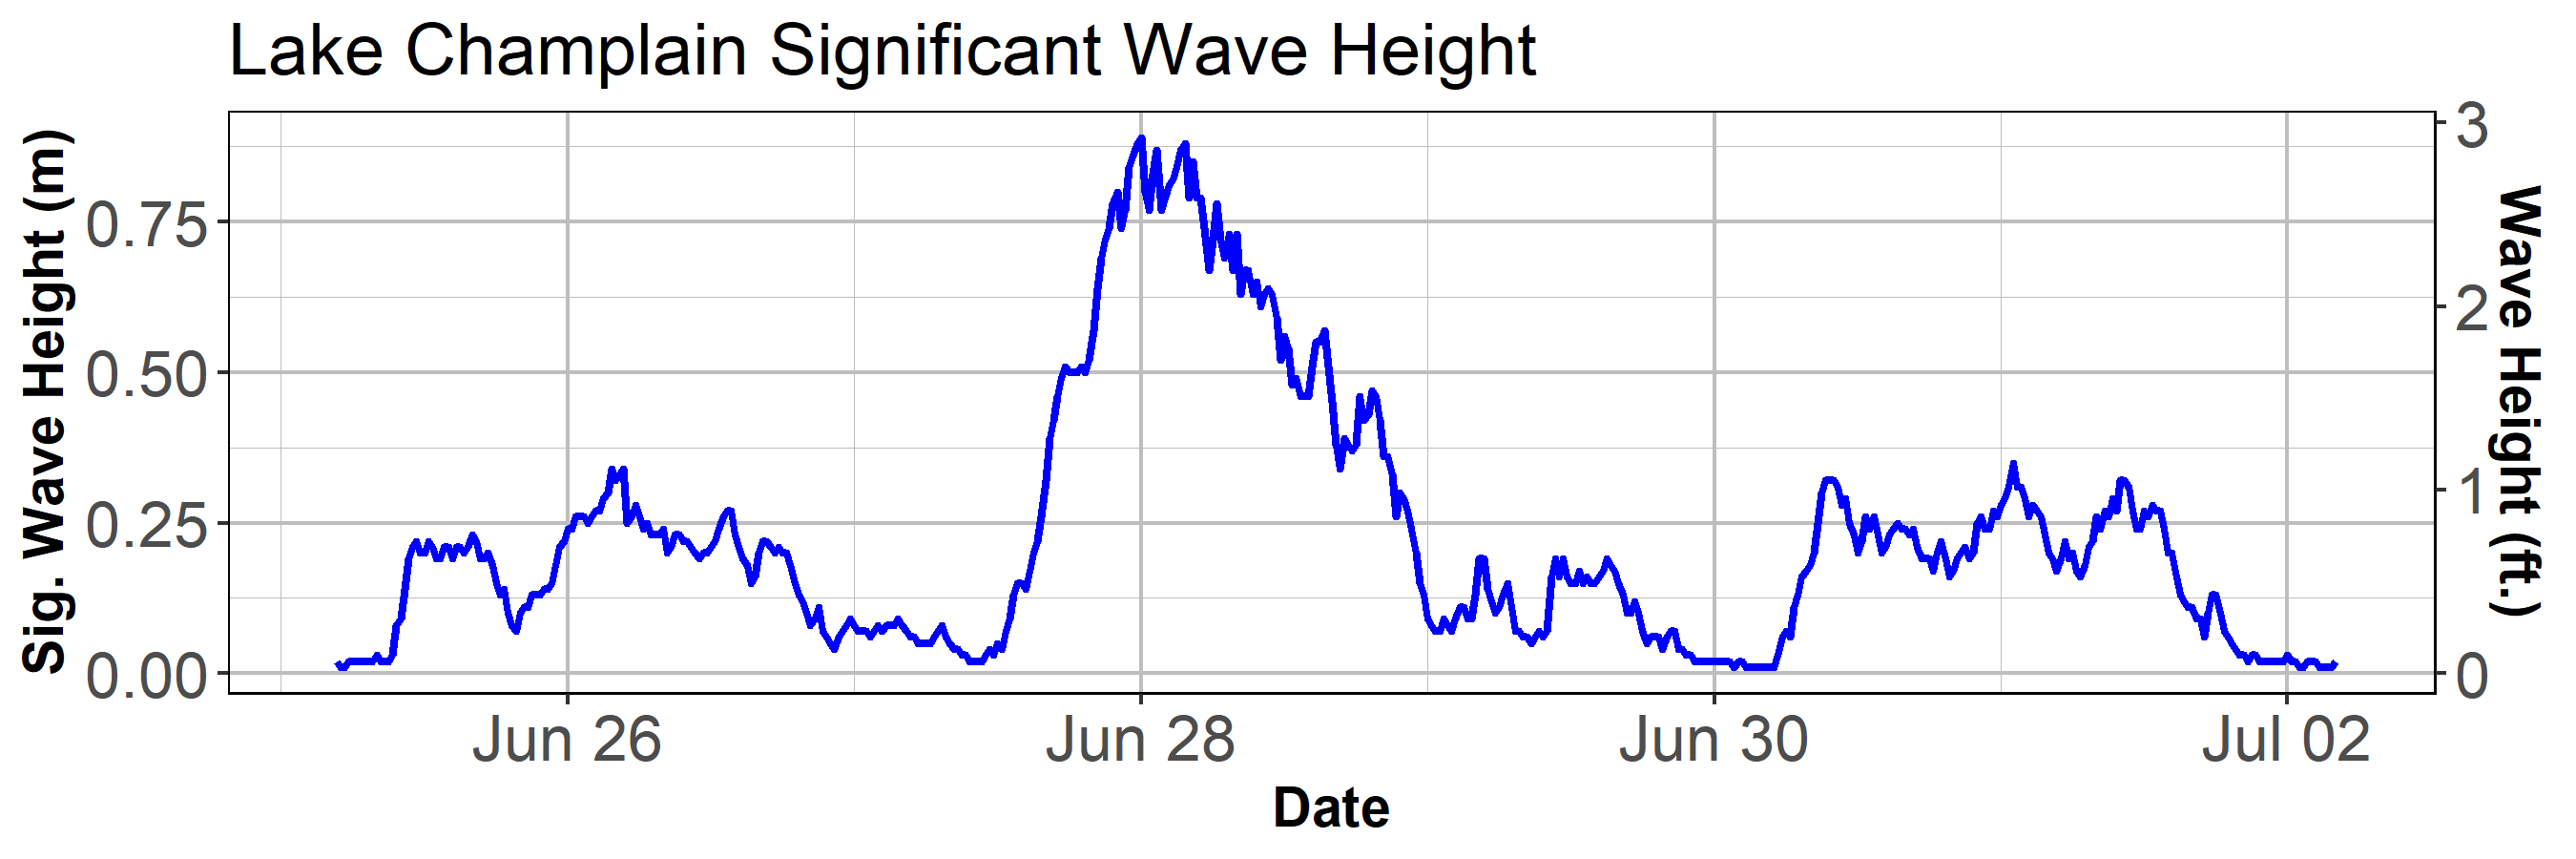 Lake Champlain Significant Wave Height
Sig. Wave Height (m)
0.75
0.50
0.25
0.00
3
2
1
0
Wave Height (ft.)
Jun 26
Jun 28
Jun 30
Jul 02
Date